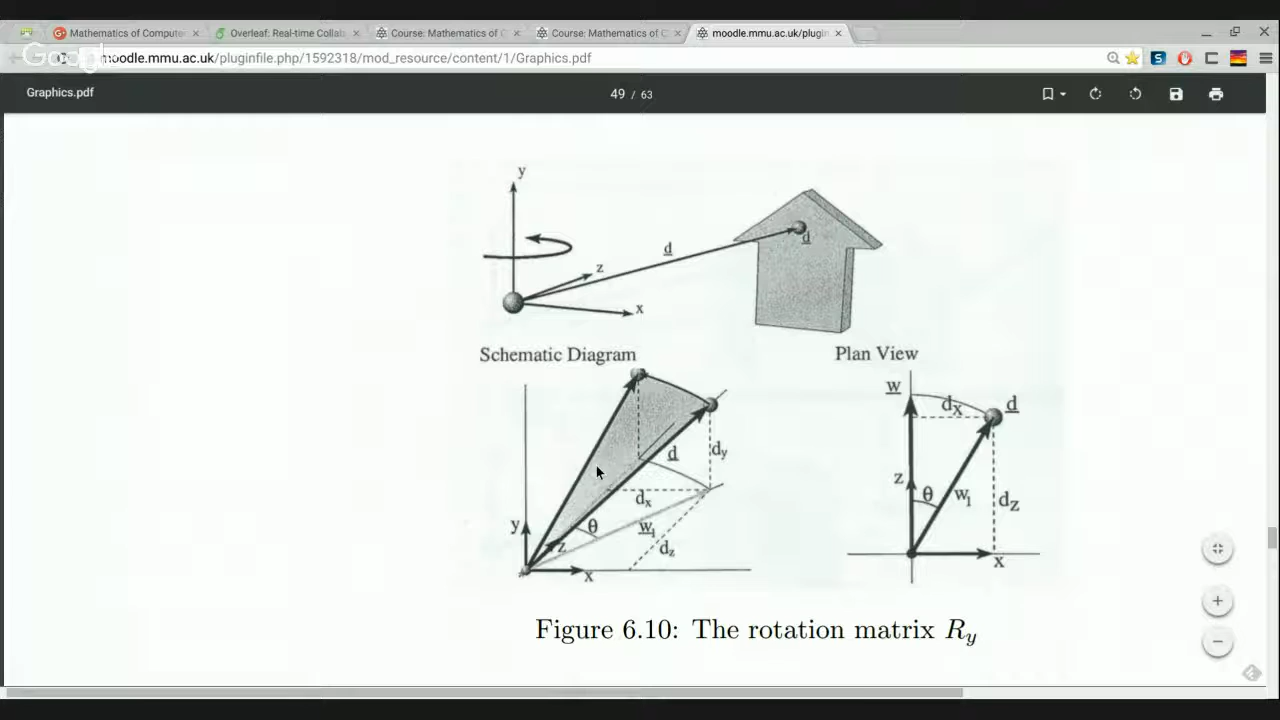 Mathematics of Compute
Overleaf: Real-time Collab
Course: Mathematics of C
Course: Mathematics of C
moodle.mmu.ac.uk/plugin
moodle.mmu.ac.uk/pluginfile.php/1592318/mod_resource/content/1/Graphics.pdf
Graphics.pdf
49 / 63
y
d
d
z
x
Schematic Diagram
Plan View
w
dx
d
d
dy
z
θ
w1
dz
dx
y
θ
w1
z
dz
x
x
Figure 6.10: The rotation matrix Ry